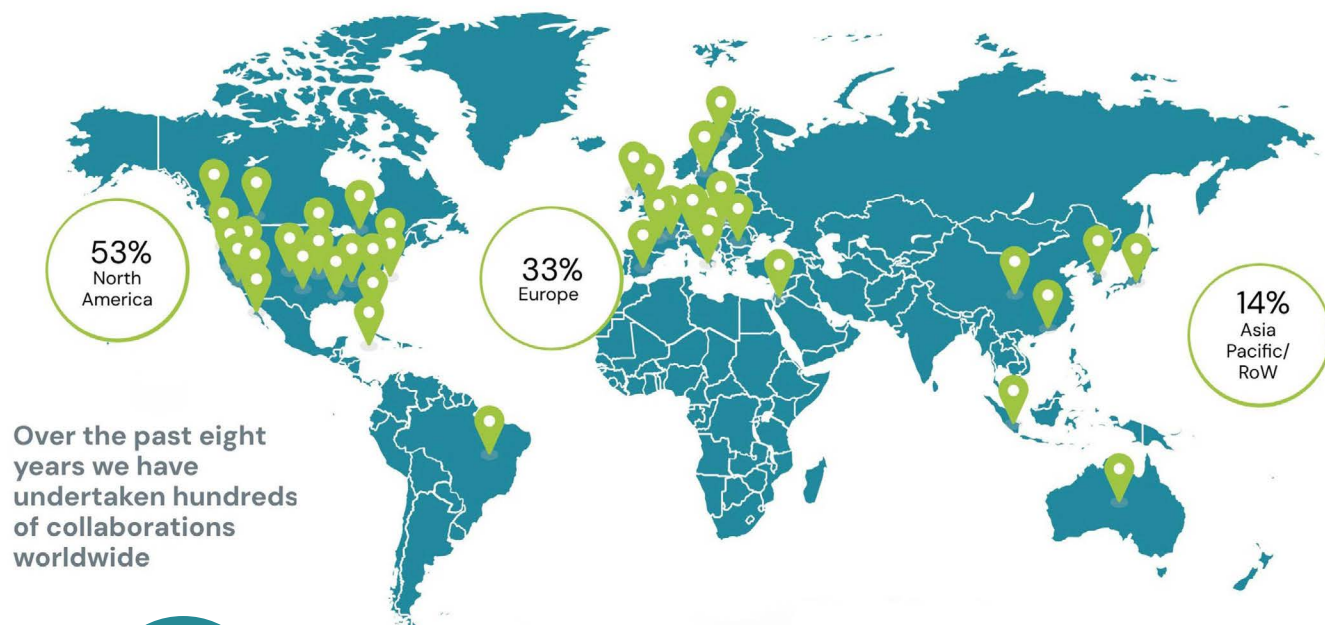 53%
North
America
33%
Europe
14%
Asia
Pacific/
RoW
Over the past eight
years we have
undertaken hundreds
of collaborations
worldwide